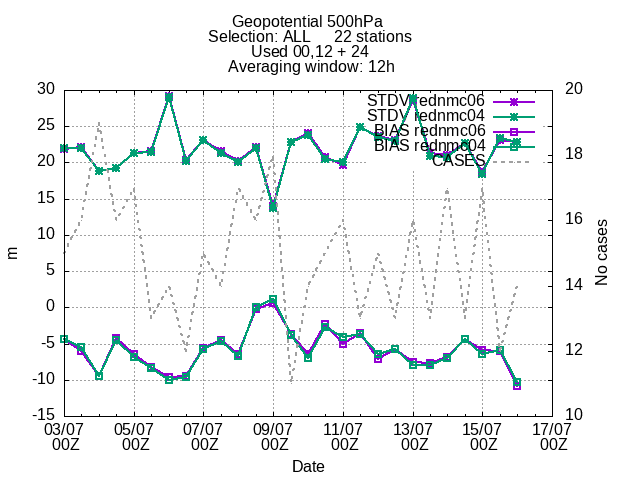 Geopotential 500hPa
Selection: ALL     22 stations
Used 00,12 + 24
Averaging window: 12h
STDV rednmc06
STDV rednmc04
BIAS rednmc06
BIAS rednmc04
CASES
30
25
20
15
10
5
0
-5
-10
-15
m
20
18
16
14
12
10
No cases
03/07 05/07 07/07 09/07 11/07 13/07 15/07 17/07
00Z 00Z 00Z 00Z 00Z 00Z 00Z 00Z
Date